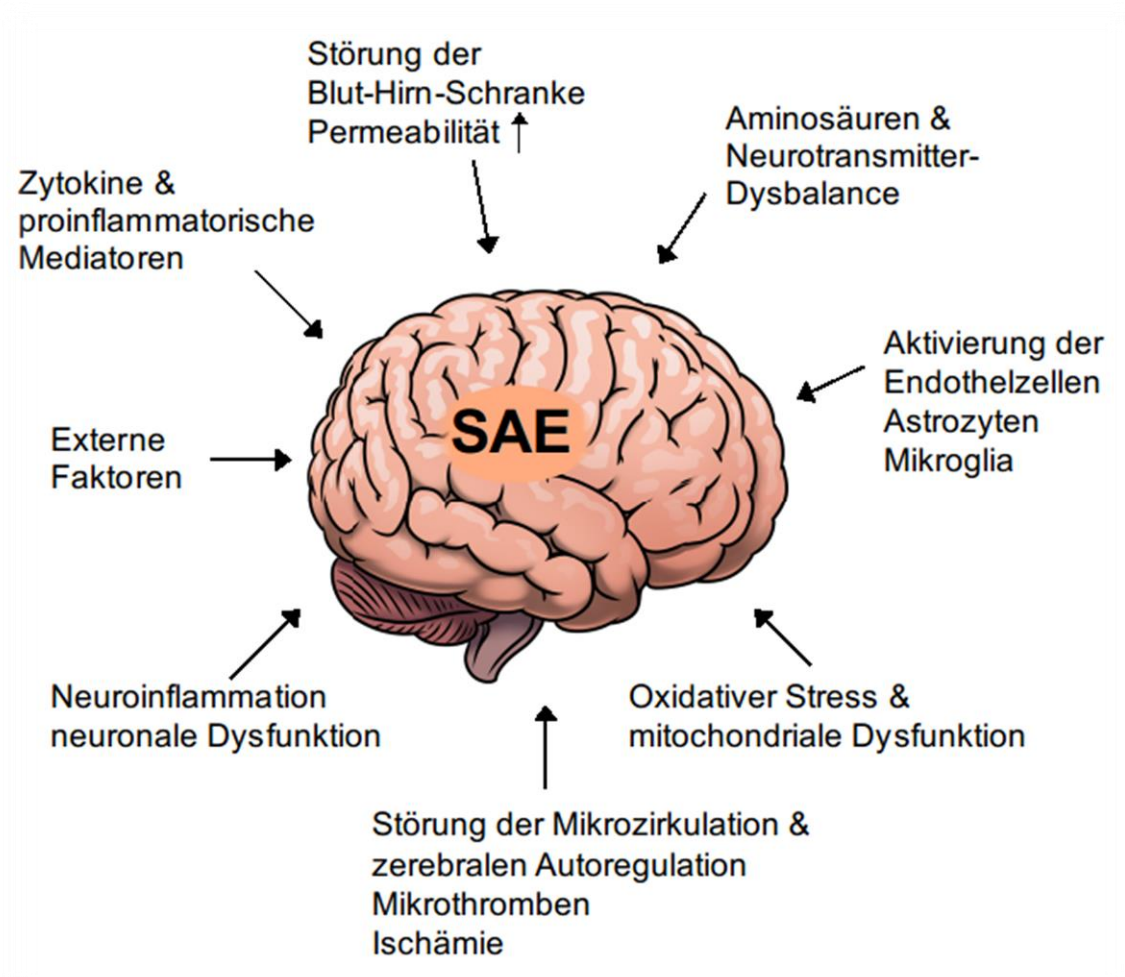 Störung der
Blut-Hirn-Schranke
Permeabilität
Aminosäuren &
Neurotransmitter-
Dysbalance
Zytokine &
proinflammatorische
Mediatoren
Aktivierung der
Endothelzellen
Astrozyten
Mikroglia
SAE
Externe
Faktoren
Neuroinflammation
neuronale Dysfunktion
Oxidativer Stress &
mitochondriale Dysfunktion
Störung der Mikrozirkulation &
zerebralen Autoregulation
Mikrothromben
Ischämie